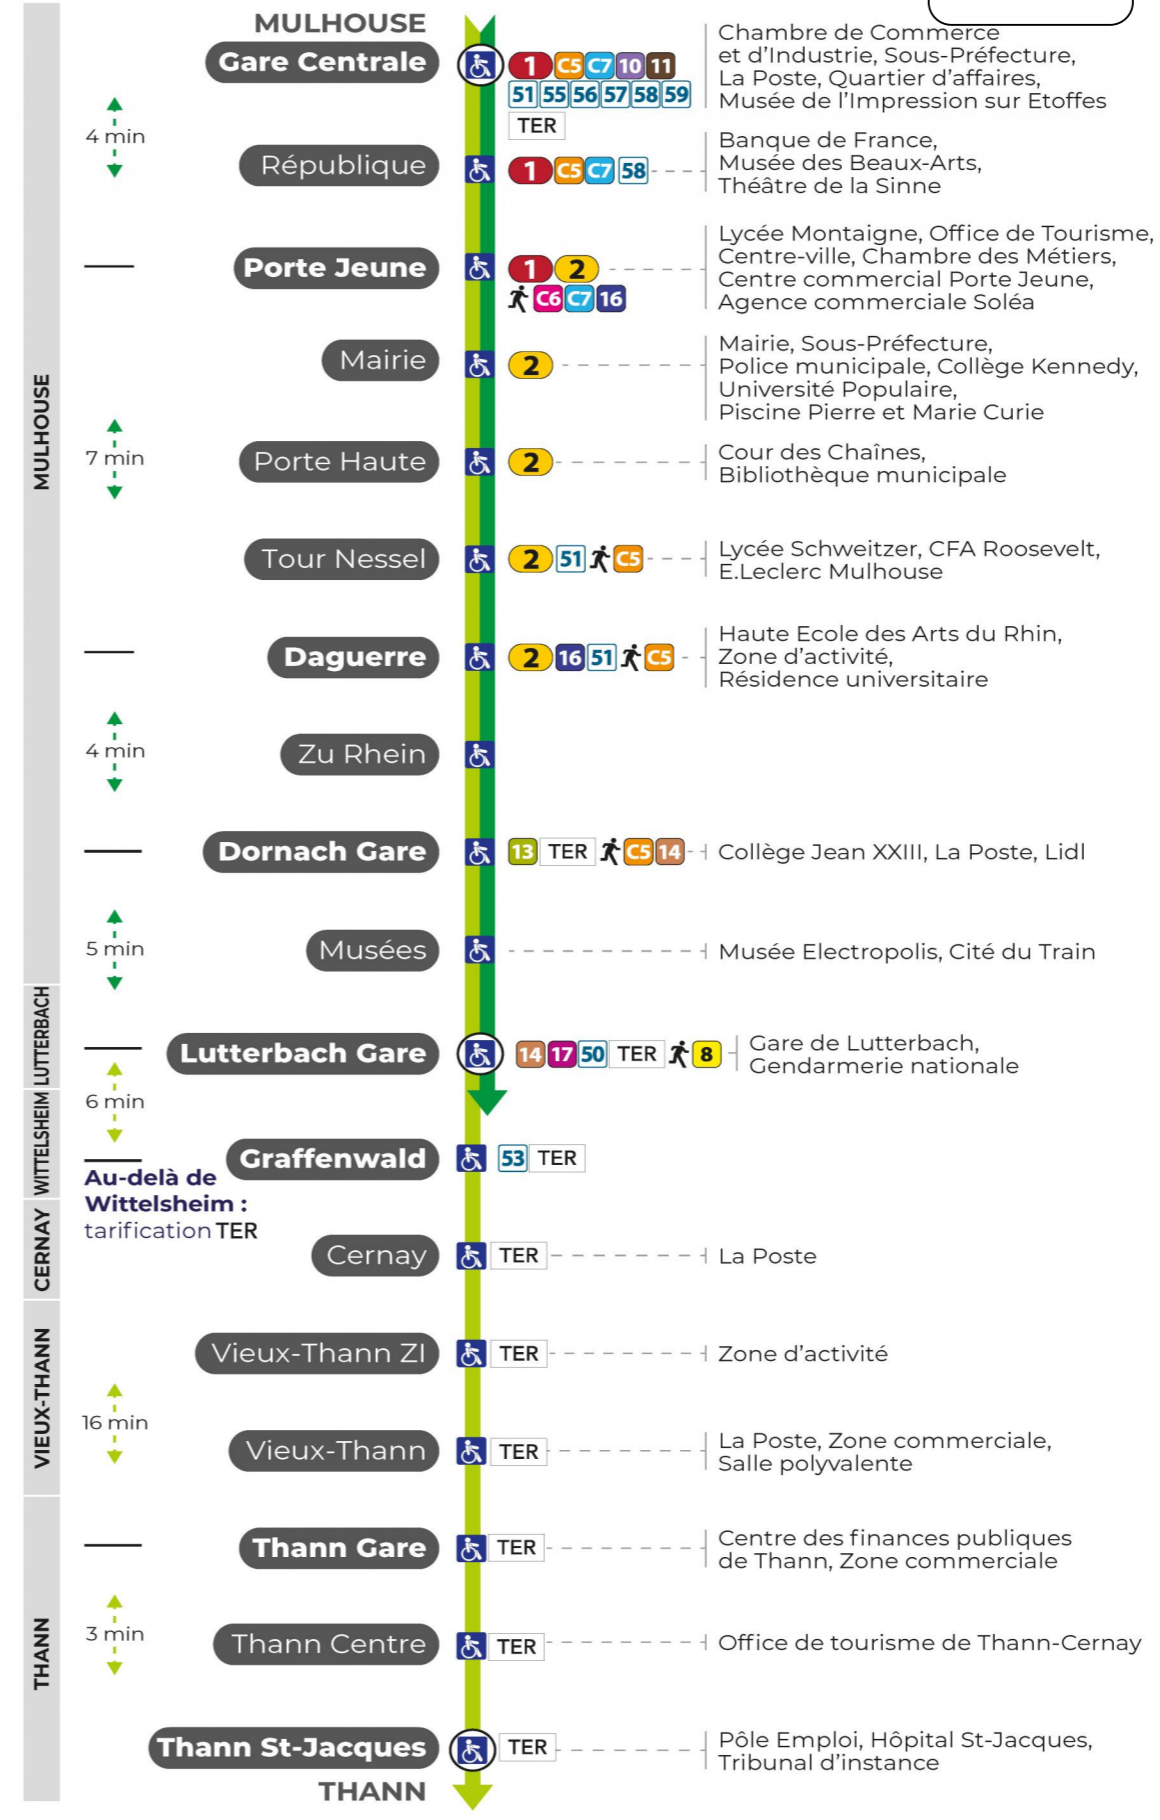 MULHOUSE
Gare Centrale
1 C5 C7 10 11
51 55 56 57 58 59
TER
Chambre de Commerce
et d'Industrie, Sous-Préfecture,
La Poste, Quartier d'affaires,
Musée de l'Impression sur Etoffes
4 min
République
1 C5 C7 58
Banque de France,
Musée des Beaux-Arts,
Théâtre de la Sinne
Porte Jeune
1 2
C6 C7 16
Lycée Montaigne, Office de Tourisme,
Centre-ville, Chambre des Métiers,
Centre commercial Porte Jeune,
Agence commerciale Soléa
Mairie
2
Mairie, Sous-Préfecture,
Police municipale, Collège Kennedy,
Université Populaire,
Piscine Pierre et Marie Curie
MULHOUSE
7 min
Porte Haute
2
Cour des Chaînes,
Bibliothèque municipale
Tour Nessel
2 51 C5
Lycée Schweitzer, CFA Roosevelt,
E.Leclerc Mulhouse
Daguerre
2 16 51 C5
Haute Ecole des Arts du Rhin,
Zone d'activité,
Résidence universitaire
4 min
Zu Rhein
Dornach Gare
13 TER C5 14
Collège Jean XXIII, La Poste, Lidl
5 min
Musées
Musée Electropolis, Cité du Train
LUTTERBACH
Lutterbach Gare
14 17 50 TER 8
Gare de Lutterbach,
Gendarmerie nationale
6 min
WITTELSHEIM
Graffenwald
53 TER
Au-delà de
Wittelsheim :
tarification TER
CERNAY
Cernay
TER
La Poste
Vieux-Thann ZI
TER
Zone d'activité
VIEUX-THANN
16 min
Vieux-Thann
TER
La Poste, Zone commerciale,
Salle polyvalente
Thann Gare
TER
Centre des finances publiques
de Thann, Zone commerciale
THANN
3 min
Thann Centre
TER
Office de tourisme de Thann-Cernay
Thann St-Jacques
TER
Pôle Emploi, Hôpital St-Jacques,
Tribunal d'instance
THANN